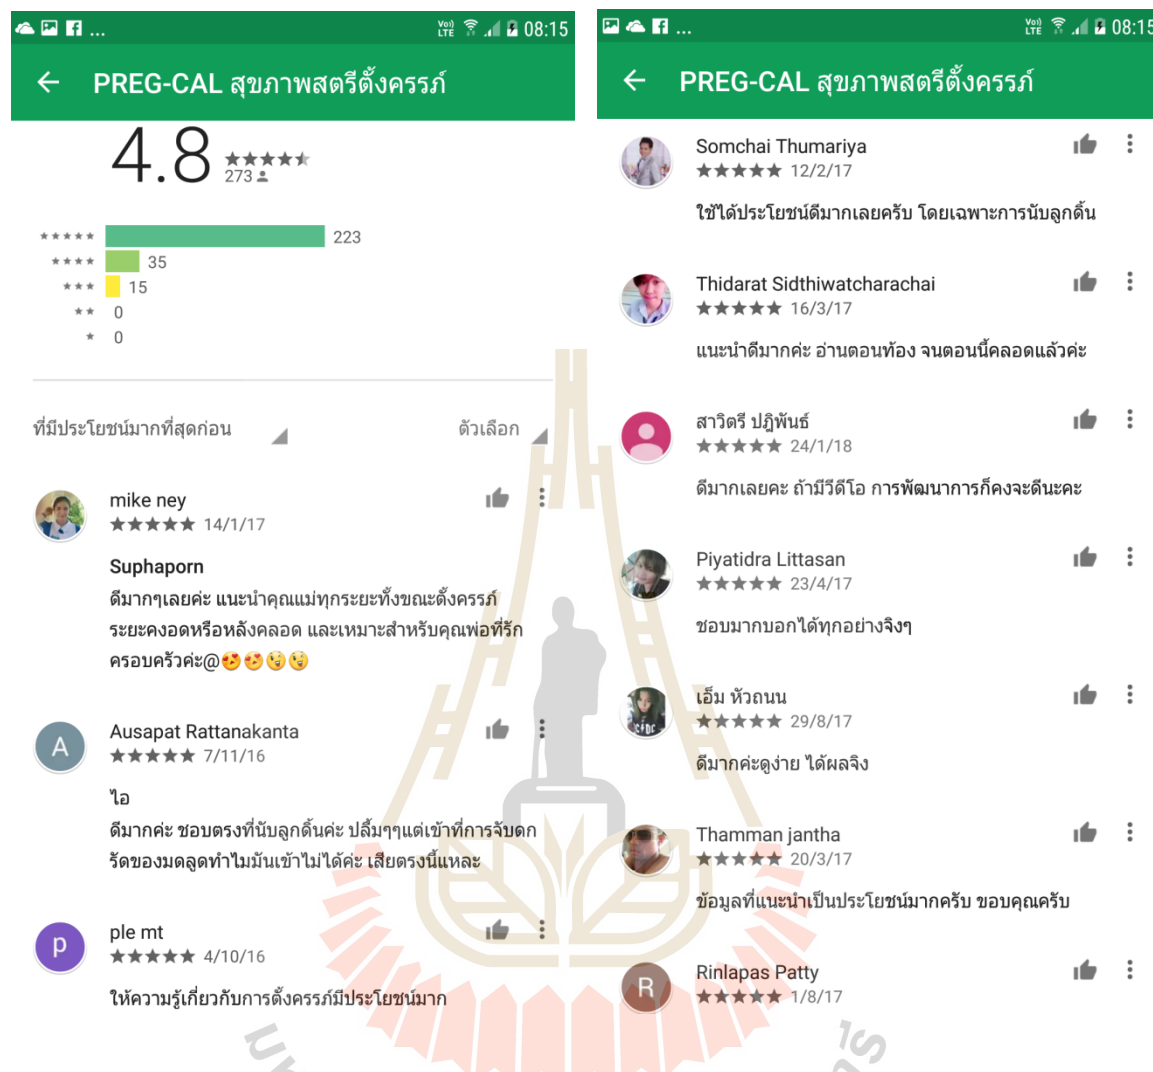 ... Vo)) LTE 08:15
PREG-CAL สุขภาพสตรีตั้งครรภ์
4.8
273
223
35
15
0
0
ที่มีประโยชน์มากที่สุดก่อน ตัวเลือก
mike ney
14/1/17
Suphaporn
ดีมากๆเลยค่ะ แนะนำคุณแม่ทุกระยะทั้งขณะตั้งครรภ์
ระยะคงอดหรือหลังคลอด และเหมาะสำหรับคุณพ่อที่รัก
ครอบครัวค่ะ@😍😍😜😜
Ausapat Rattanakanta
A
7/11/16
ไอ
ดีมากค่ะ ชอบตรงที่นับลูกดิ้นค่ะ ปลื้มๆๆแต่เข้าที่การจับดก
รัดของมดลูดทำไมมันเข้าไม่ได้ค่ะ เสียตรงนี้แหละ
ple mt
p
4/10/16
ให้ความรู้เกี่ยวกับการตั้งครรภ์มีประโยชน์มาก
... Vo)) LTE 08:15
PREG-CAL สุขภาพสตรีตั้งครรภ์
Somchai Thumariya
12/2/17
ใช้ได้ประโยชน์ดีมากเลยครับ โดยเฉพาะการนับลูกดิ้น
Thidarat Sidthiwatcharachai
16/3/17
แนะนำดีมากค่ะ อ่านตอนท้อง จนตอนนี้คลอดแล้วค่ะ
สาวิตรี ปฎิพันธ์
24/1/18
ดีมากเลยคะ ถ้ามีวีดีโอ การพัฒนาการก็คงจะดีนะคะ
Piyatidra Littasan
23/4/17
ชอบมากบอกได้ทุกอย่างจิงๆ
เอ็ม หัวถนน
29/8/17
ดีมากค่ะดูง่าย ได้ผลจิง
Thamman jantha
20/3/17
ข้อมูลที่แนะนำเป็นประโยชน์มากครับ ขอบคุณครับ
Rinlapas Patty
R
1/8/17